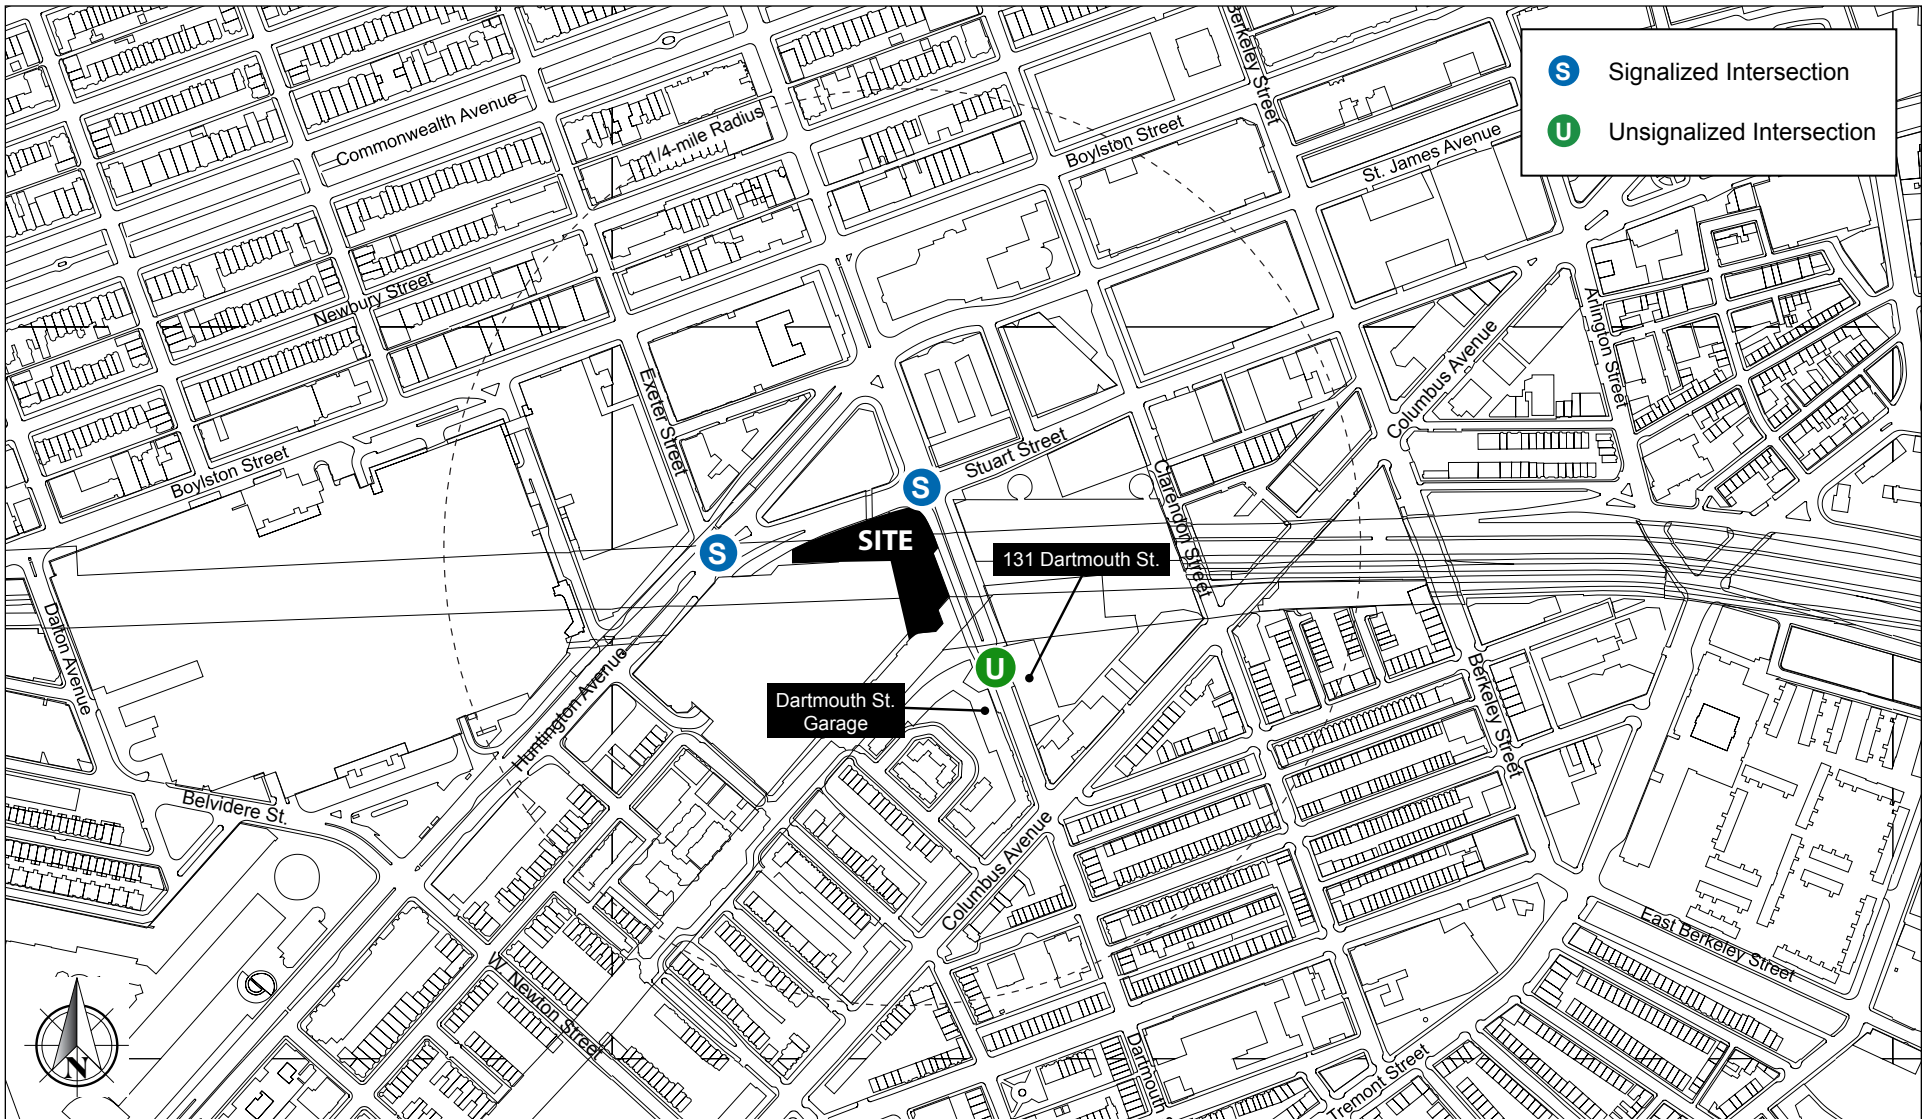 Berkeley Street
S Signalized Intersection
U Unsignalized Intersection
Commonwealth Avenue
1/4-mile Radius
Boylston Street
St. James Avenue
Newbury Street
Arlington Street
Columbus Avenue
Exeter Street
Boylston Street
Stuart Street
Clarendon Street
S
S
SITE
131 Dartmouth St.
Dalton Avenue
Huntington Avenue
U
Dartmouth St.
Garage
Berkeley Street
Belvidere St.
Columbus Avenue
East Berkeley Street
W. Newton Street
N
Dartmouth
Tremont Street